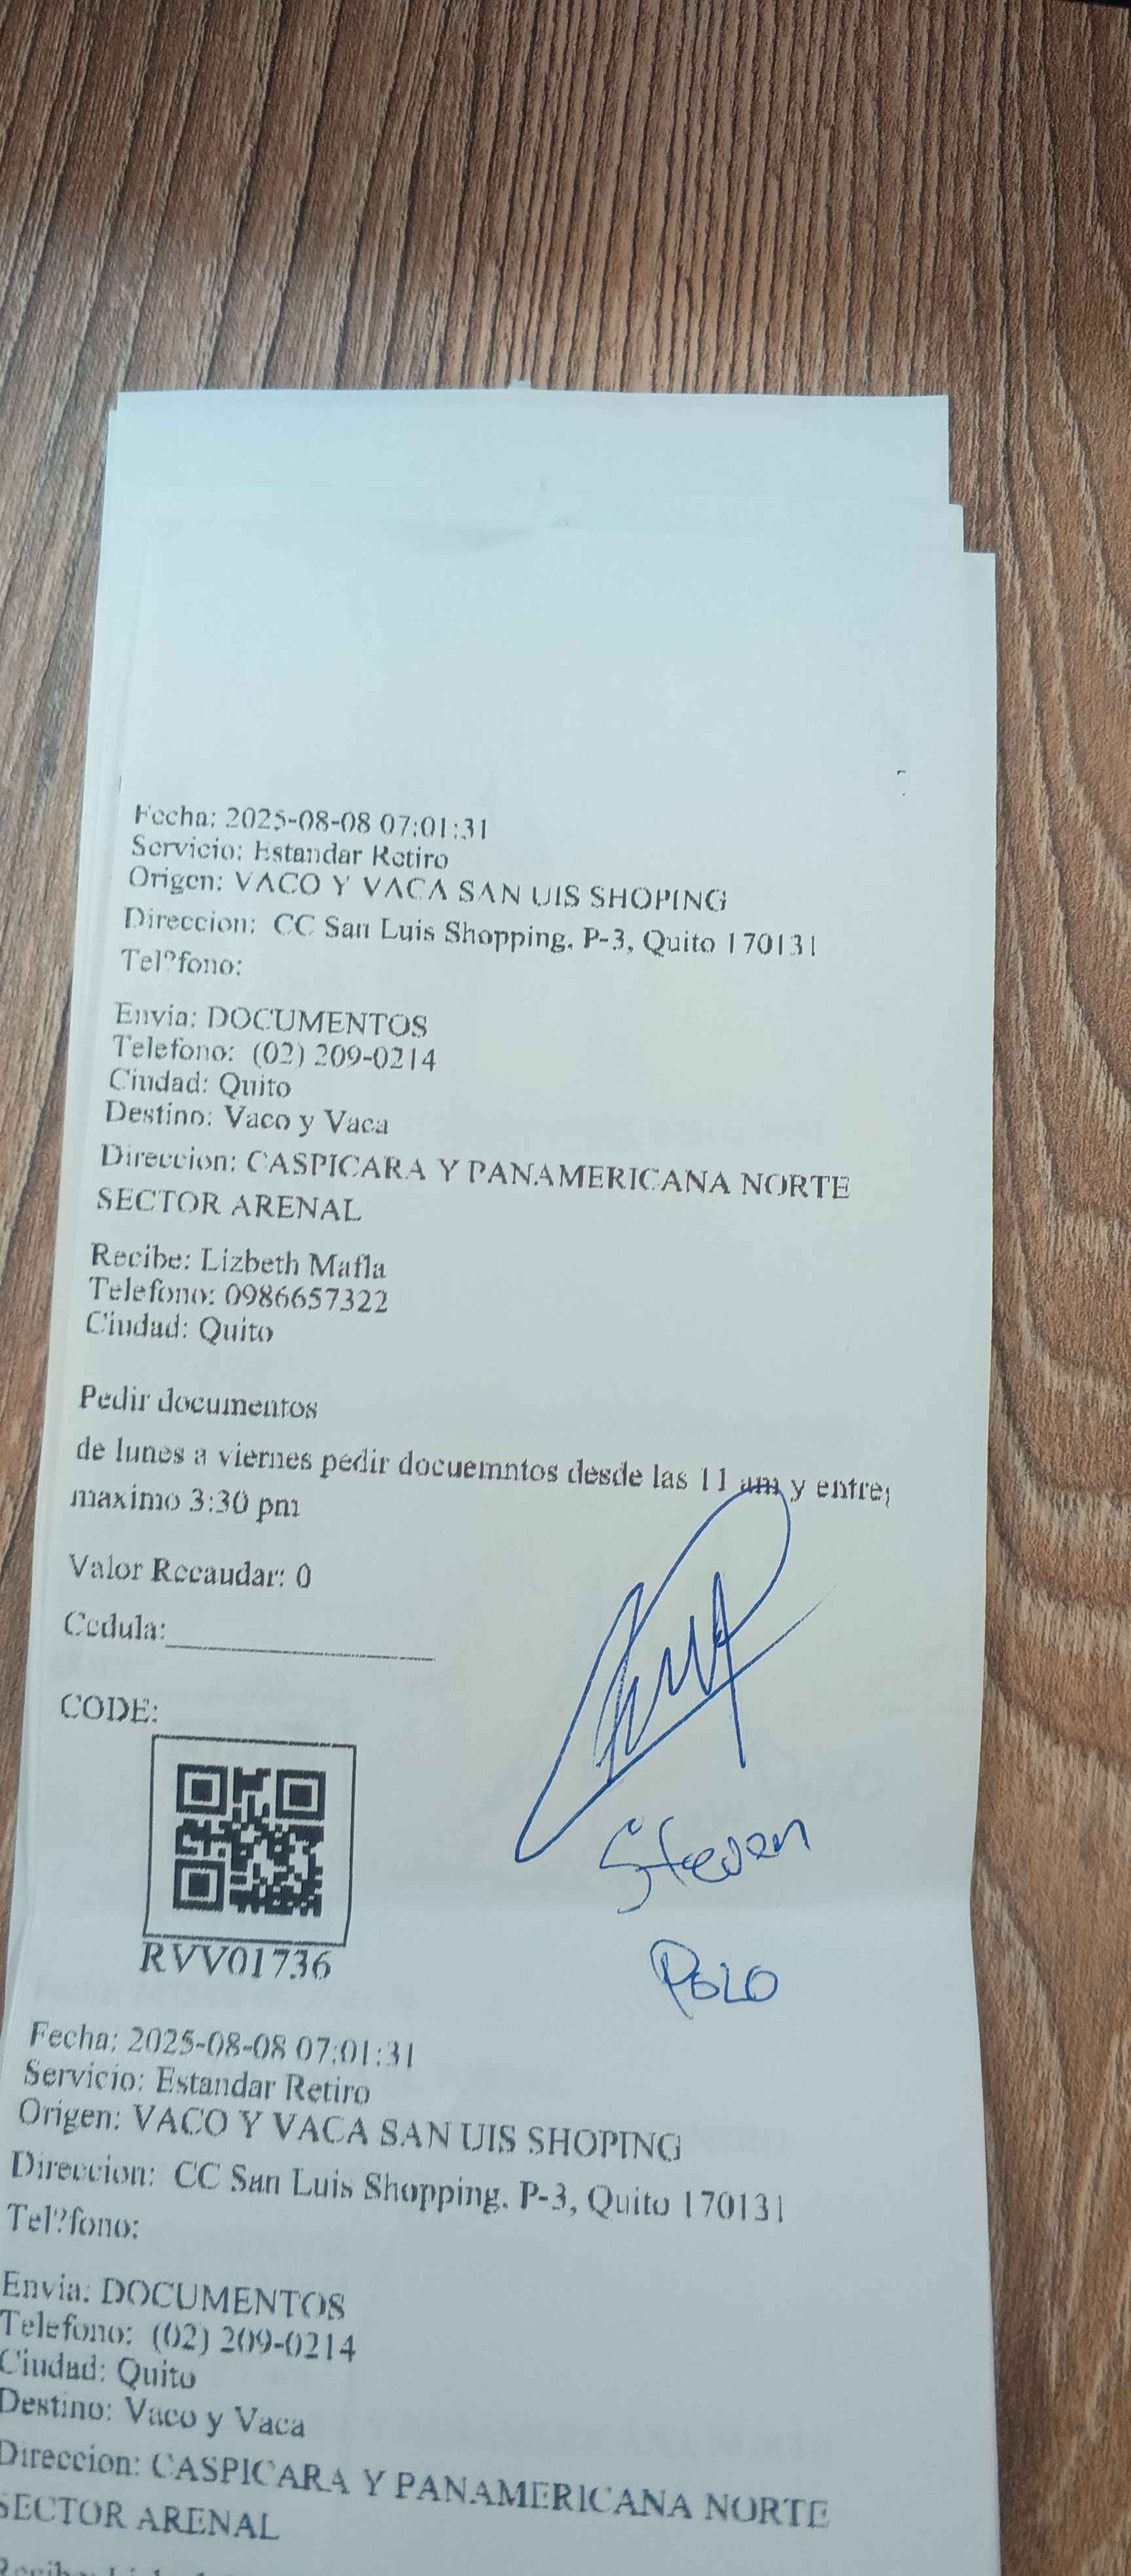 Fecha: 2025-08-08 07:01:31
Servicio: Estandar Retiro
Origen: VACO Y VACA SAN UIS SHOPING
Direccion: CC San Luis Shopping, P-3, Quito 170131
Tel?fono:
Envia: DOCUMENTOS
Telefono: (02) 209-0214
Ciudad: Quito
Destino: Vaco y Vaca
Direccion: CASPICARA Y PANAMERICANA NORTE
SECTOR ARENAL
Recibe: Lizbeth Mafla
Telefono: 0986657322
Ciudad: Quito
Pedir documentos
de lunes a viernes pedir docuemntos desde las 11 am y entre
maximo 3:30 pm
Valor Recaudar: 0
Cedula:
CODE:
Steven
Polo
RVV01736
Fecha: 2025-08-08 07:01:31
Servicio: Estandar Retiro
Origen: VACO Y VACA SAN UIS SHOPING
Direccion: CC San Luis Shopping, P-3, Quito 170131
Tel?fono:
Envia: DOCUMENTOS
Telefono: (02) 209-0214
Ciudad: Quito
Destino: Vaco y Vaca
Direccion: CASPICARA Y PANAMERICANA NORTE
SECTOR ARENAL